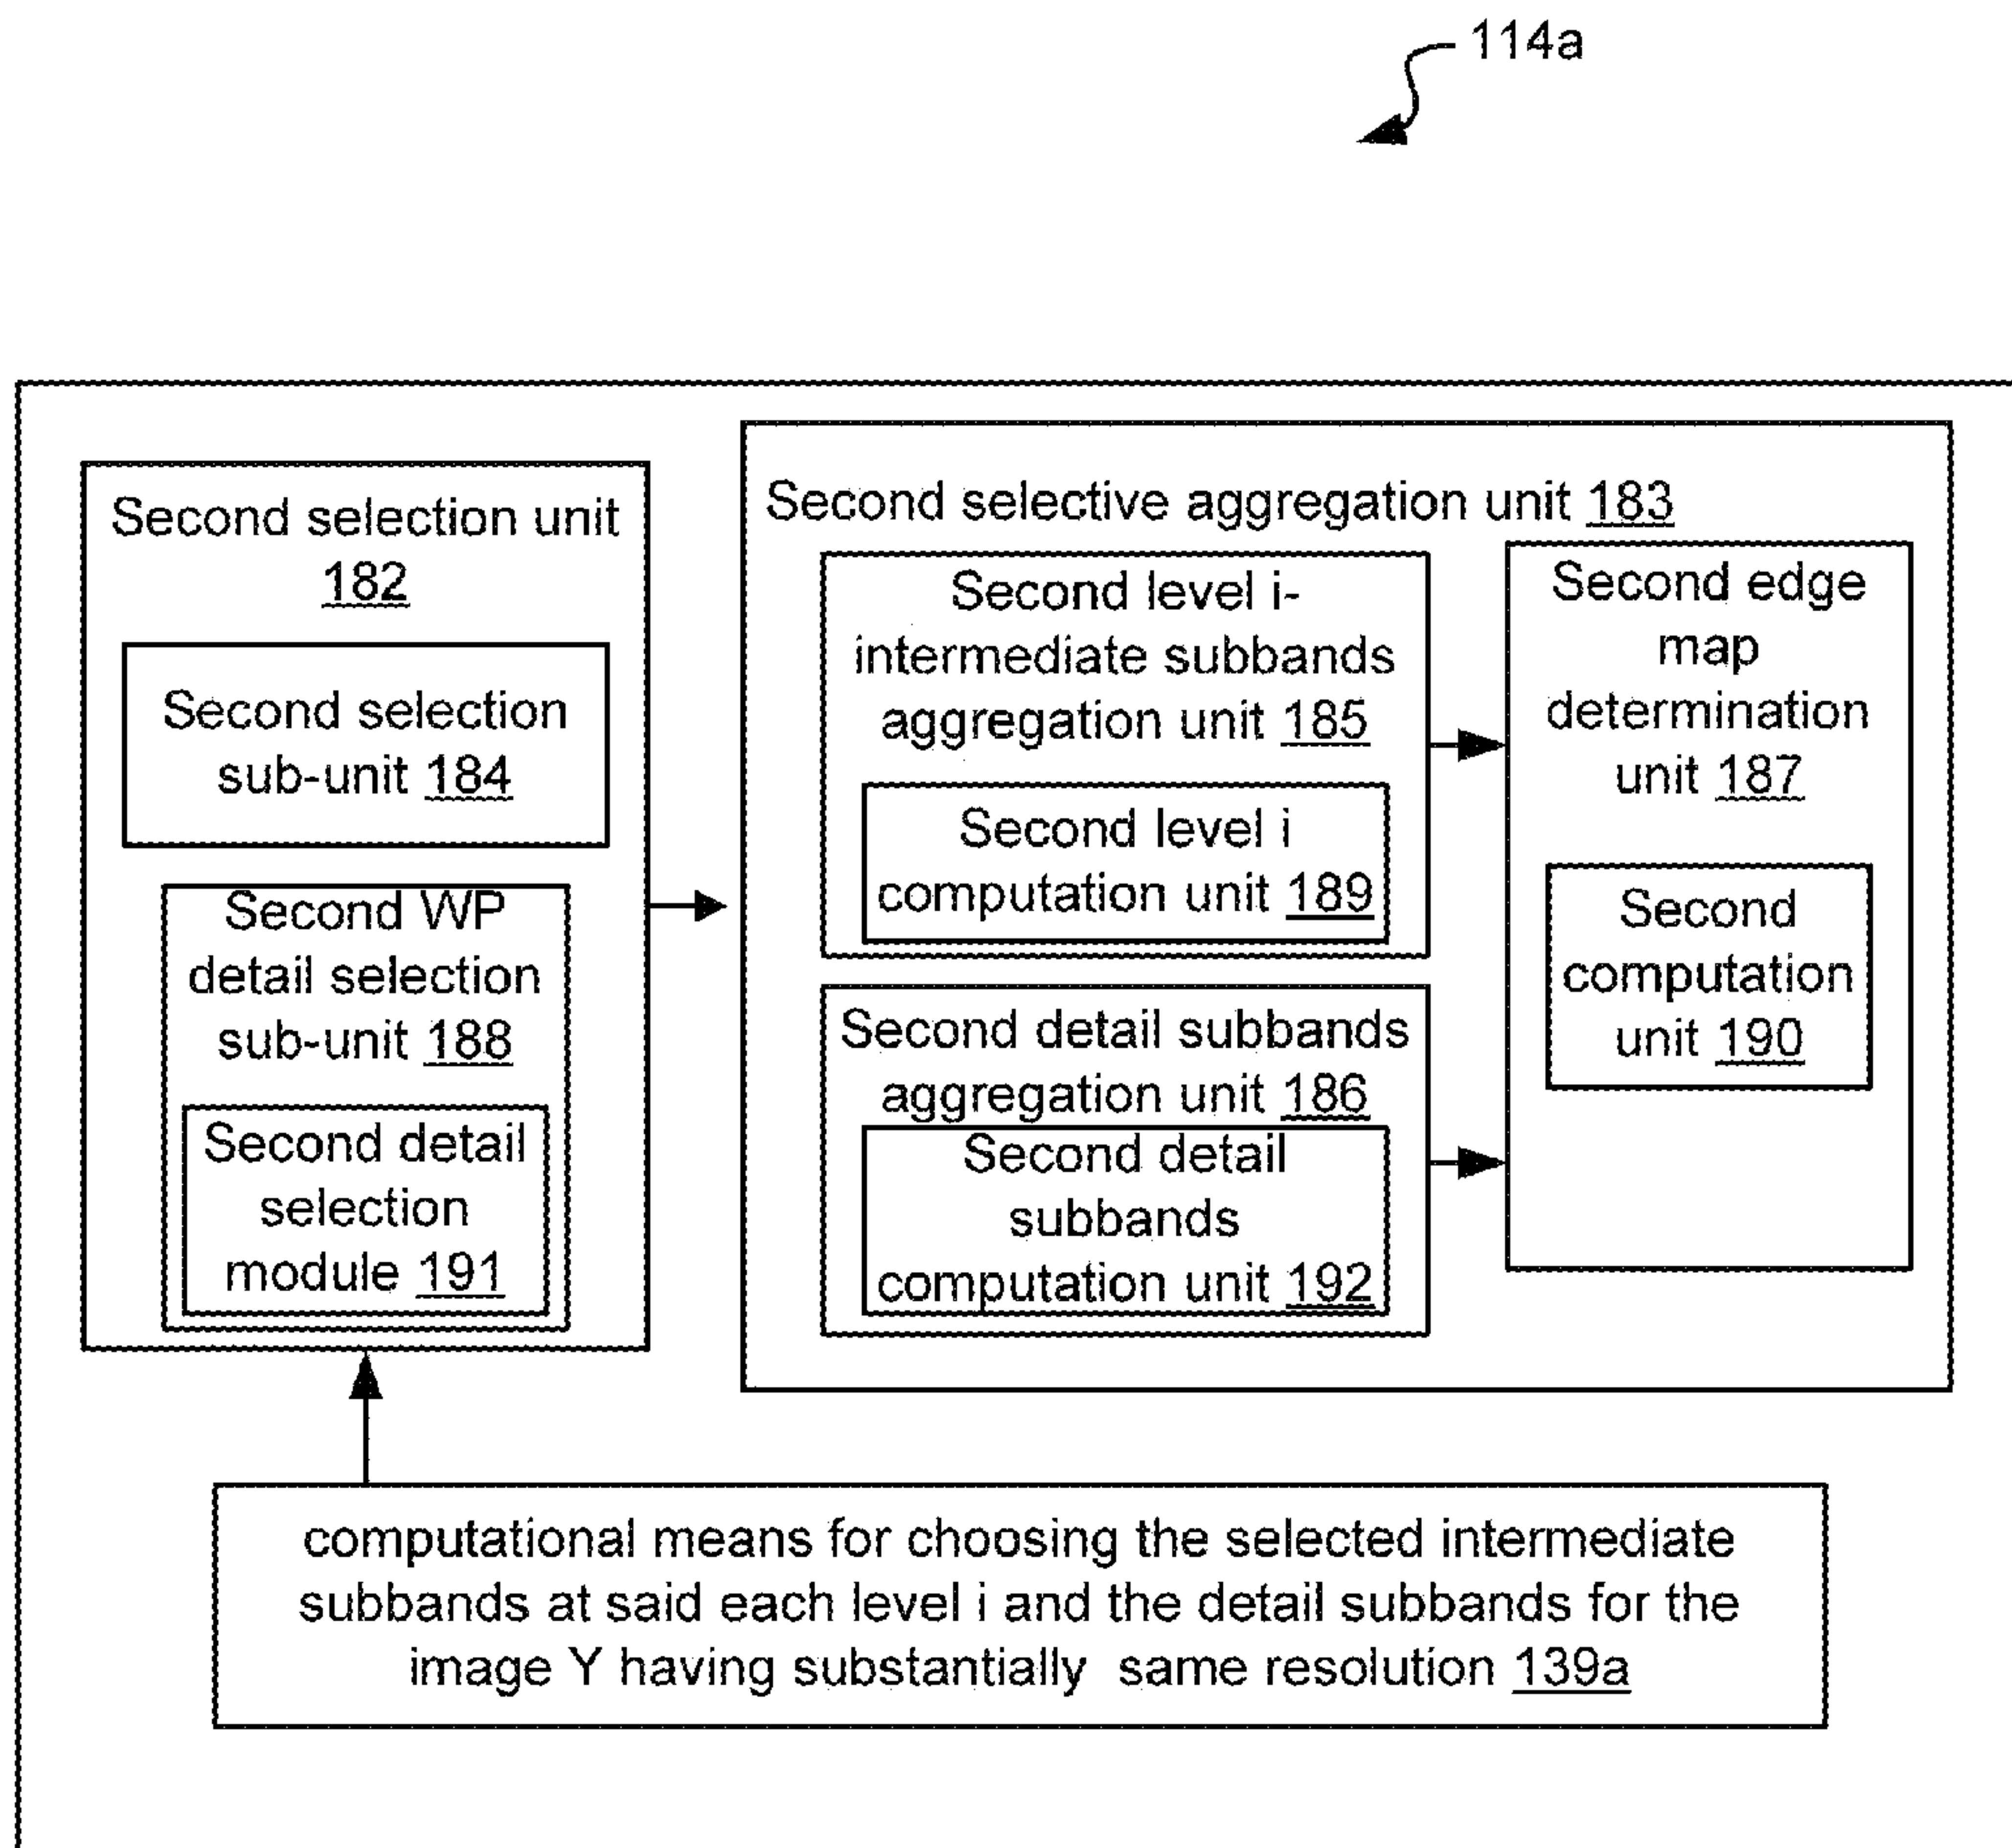 114a
Second selection unit
182
Second selection
sub-unit 184
Second WP
detail selection
sub-unit 188
Second detail
selection
module 191
Second selective aggregation unit 183
Second level i-
intermediate subbands
aggregation unit 185
Second level i
computation unit 189
Second detail subbands
aggregation unit 186
Second detail
subbands
computation unit 192
Second edge
map
determination
unit 187
Second
computation
unit 190
computational means for choosing the selected intermediate
subbands at said each level i and the detail subbands for the
image Y having substantially same resolution 139a